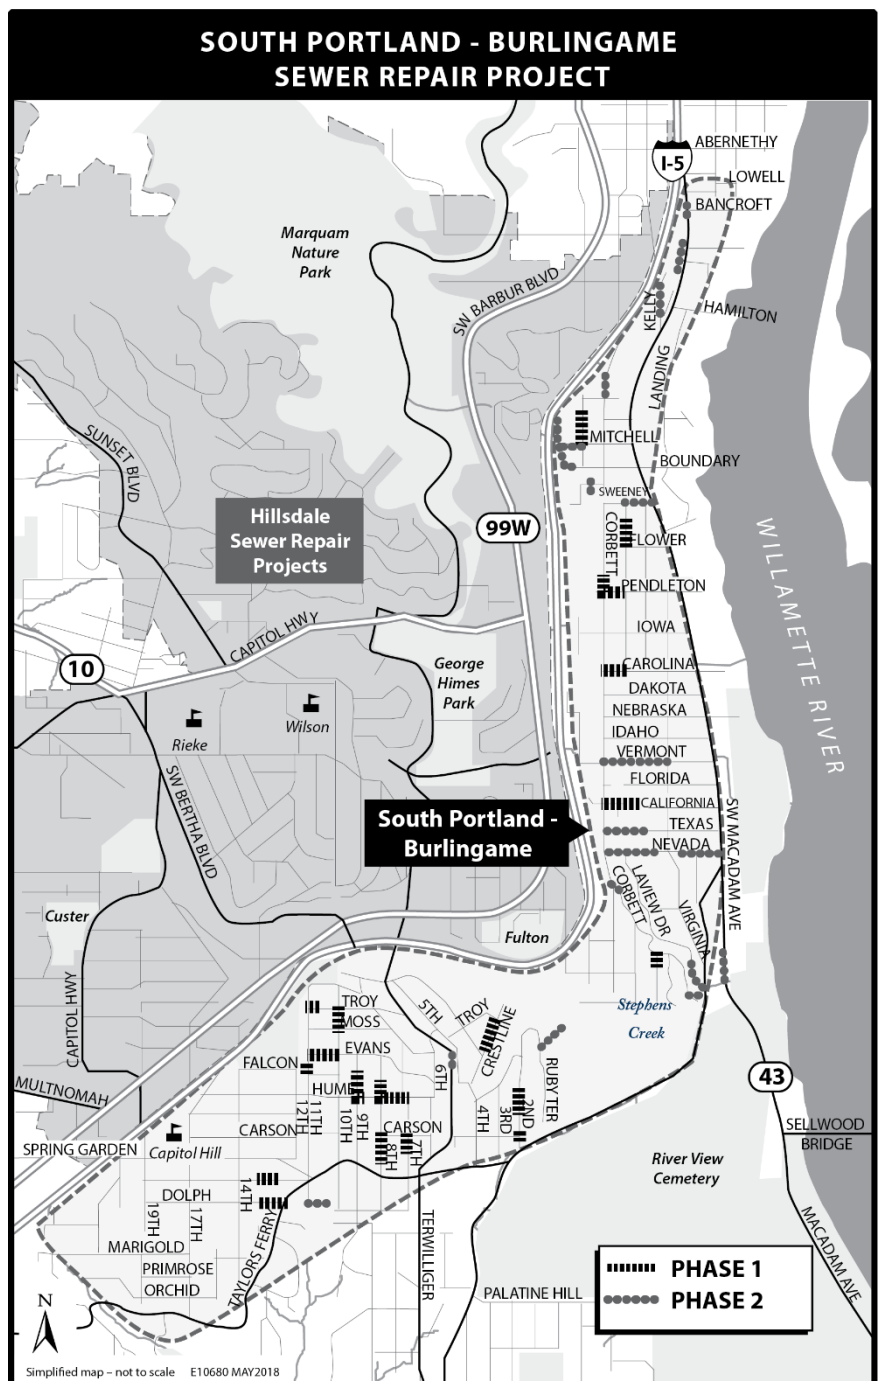 SOUTH PORTLAND - BURLINGAME
SEWER REPAIR PROJECT
I-5
ABERNETHY
LOWELL
BANCROFT
Marquam
Nature
Park
SW BARBUR BLVD
KELLY
HAMILTON
LANDING
SUNSET BLVD
MITCHELL
BOUNDARY
SWEENEY
Hillsdale
Sewer Repair
Projects
99W
CORBETT
FLOWER
WILLAMETTE RIVER
PENDLETON
CAPITOL HWY
IOWA
10
George
Himes
Park
CAROLINA
DAKOTA
Rieke
Wilson
NEBRASKA
IDAHO
VERMONT
FLORIDA
SW BERTHA BLVD
CALIFORNIA
South Portland -
Burlingame
TEXAS
NEVADA
SW MACADAM AVE
CORBETT
LAVIEW DR
VIRGINIA
Custer
Fulton
CAPITOL HWY
Stephens
Creek
TROY
MOSS
5TH
TROY
CRESTLINE
EVANS
FALCON
6TH
RUBY TER
43
MULTNOMAH
HUME
12TH
11TH
10TH
9TH
8TH
7TH
4TH
3RD
2ND
CARSON
CARSON
SELLWOOD
BRIDGE
SPRING GARDEN
Capitol Hill
River View
Cemetery
DOLPH
14TH
19TH
17TH
MARIGOLD
PRIMROSE
ORCHID
TAYLORS FERRY
TERWILLIGER
MACADAM AVE
PALATINE HILL
PHASE 1
PHASE 2
N
Simplified map – not to scale E10680 MAY2018